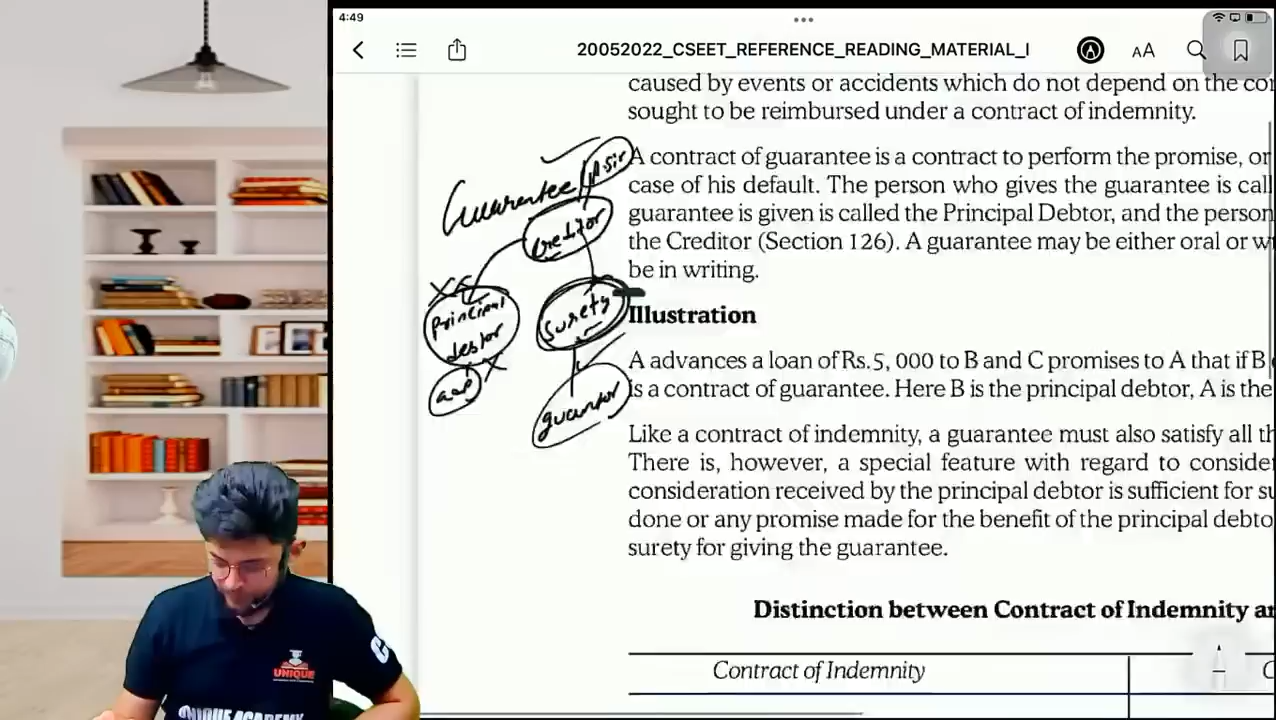 4:49
20052022_CSEET_REFERENCE_READING_MATERIAL_I
AA
caused by events or accidents which do not depend on the co
sought to be reimbursed under a contract of indemnity.
A contract of guarantee is a contract to perform the promise, or
case of his default. The person who gives the guarantee is call
guarantee is given is called the Principal Debtor, and the person
the Creditor (Section 126). A guarantee may be either oral or w
be in writing.
Illustration
A advances a loan of Rs.5, 000 to B and C promises to A that if B
is a contract of guarantee. Here B is the principal debtor, A is the
Like a contract of indemnity, a guarantee must also satisfy all th
There is, however, a special feature with regard to conside
consideration received by the principal debtor is sufficient for su
done or any promise made for the benefit of the principal debto
surety for giving the guarantee.
Distinction between Contract of Indemnity a
Contract of Indemnity
C
Guarantee
Creditor
Principal
debtor
Surety
aap
guarntor
UNIQUE
UNIQUE ACADEMY